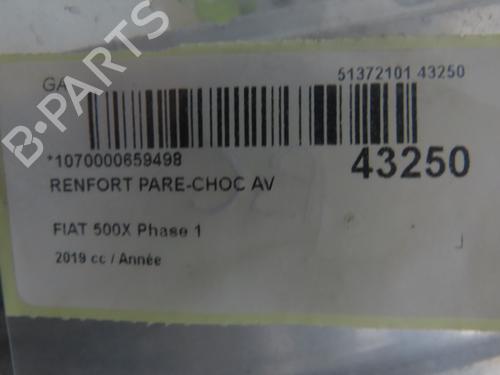 GA
51372101 43250
*1070000659498
43250
RENFORT PARE-CHOC AV
FIAT 500X Phase 1
2019 cc / Année
B-PARTS